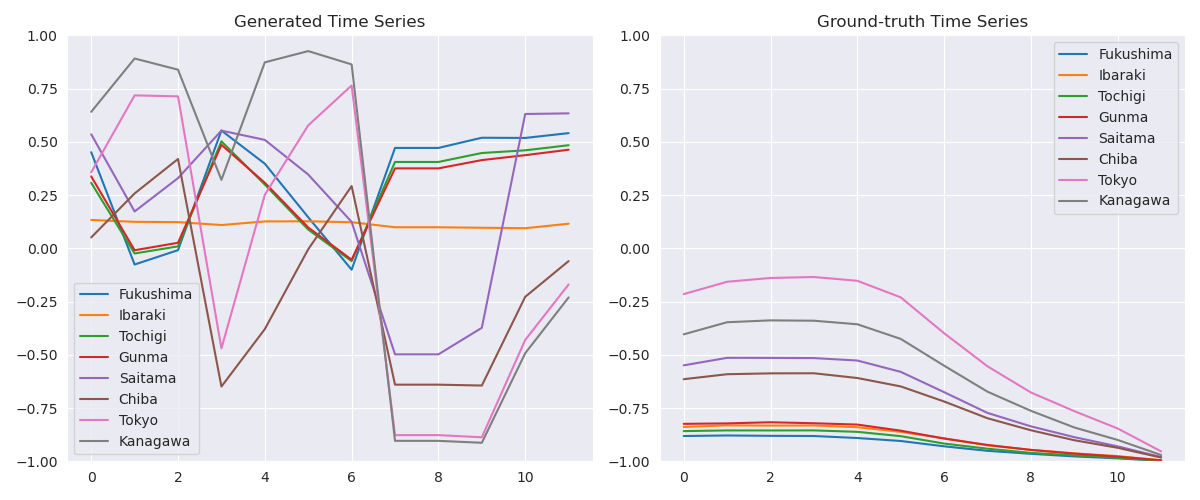 Generated Time Series
1.00
0.75
0.50
0.25
0.00
−0.25
−0.50
−0.75
−1.00
Fukushima
Ibaraki
Tochigi
Gunma
Saitama
Chiba
Tokyo
Kanagawa
0 2 4 6 8 10
Ground-truth Time Series
1.00
0.75
0.50
0.25
0.00
−0.25
−0.50
−0.75
−1.00
Fukushima
Ibaraki
Tochigi
Gunma
Saitama
Chiba
Tokyo
Kanagawa
0 2 4 6 8 10